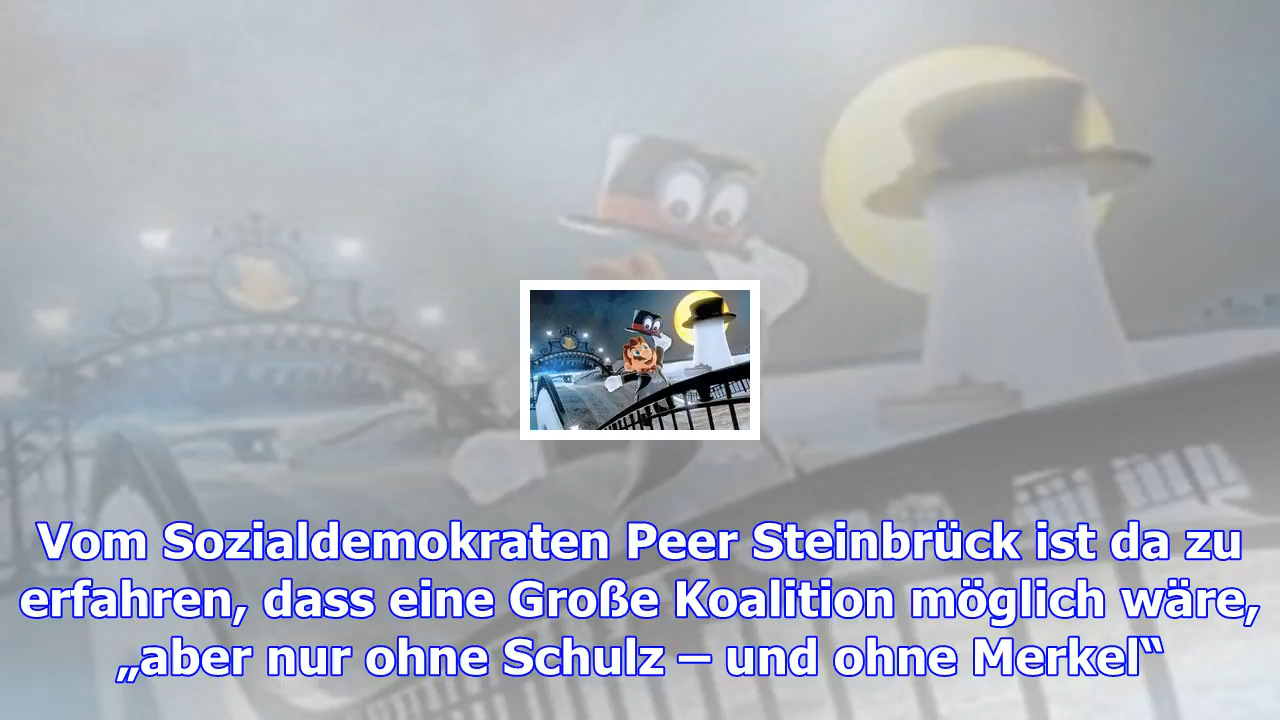 Vom Sozialdemokraten Peer Steinbrück ist da zu
erfahren, dass eine Große Koalition möglich wäre,
„aber nur ohne Schulz – und ohne Merkel“